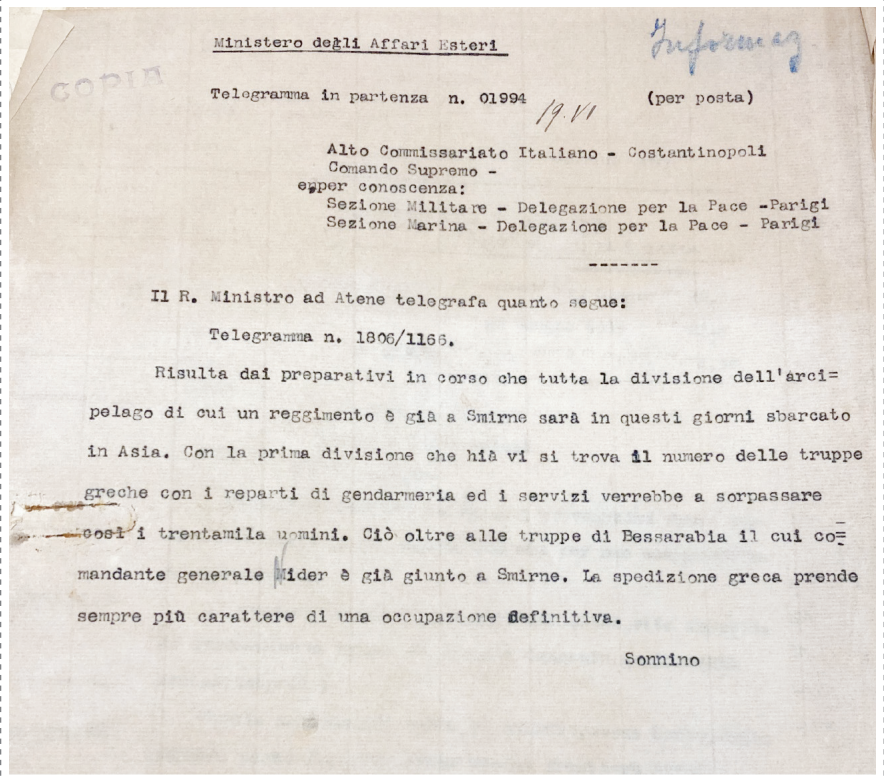 Ministero degli Affari Esteri
Informaz.
COPIA
Telegramma in partenza n. 01994 (per posta)
19.VI
Alto Commissariato Italiano - Costantinopoli
Comando Supremo -
epper conoscenza:
Sezione Militare - Delegazione per la Pace -Parigi
Sezione Marina - Delegazione per la Pace - Parigi
-------
Il R. Ministro ad Atene telegrafa quanto segue:
Telegramma n. 1806/1166.
Risulta dai preparativi in corso che tutta la divisione dell'arci=
pelago di cui un reggimento è già a Smirne sarà in questi giorni sbarcato
in Asia. Con la prima divisione che hià vi si trova il numero delle truppe
greche con i reparti di gendarmeria ed i servizi verrebbe a sorpassare
così i trentamila uomini. Ciò oltre alle truppe di Bessarabia il cui co=
mandante generale Nider è già giunto a Smirne. La spedizione greca prende
sempre più carattere di una occupazione definitiva.
Sonnino